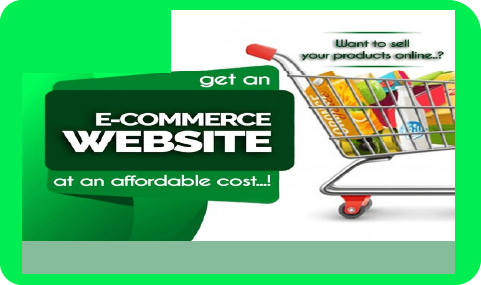 Want to sell
your products online..?
get an
E-COMMERCE
WEBSITE
at an affordable cost...!